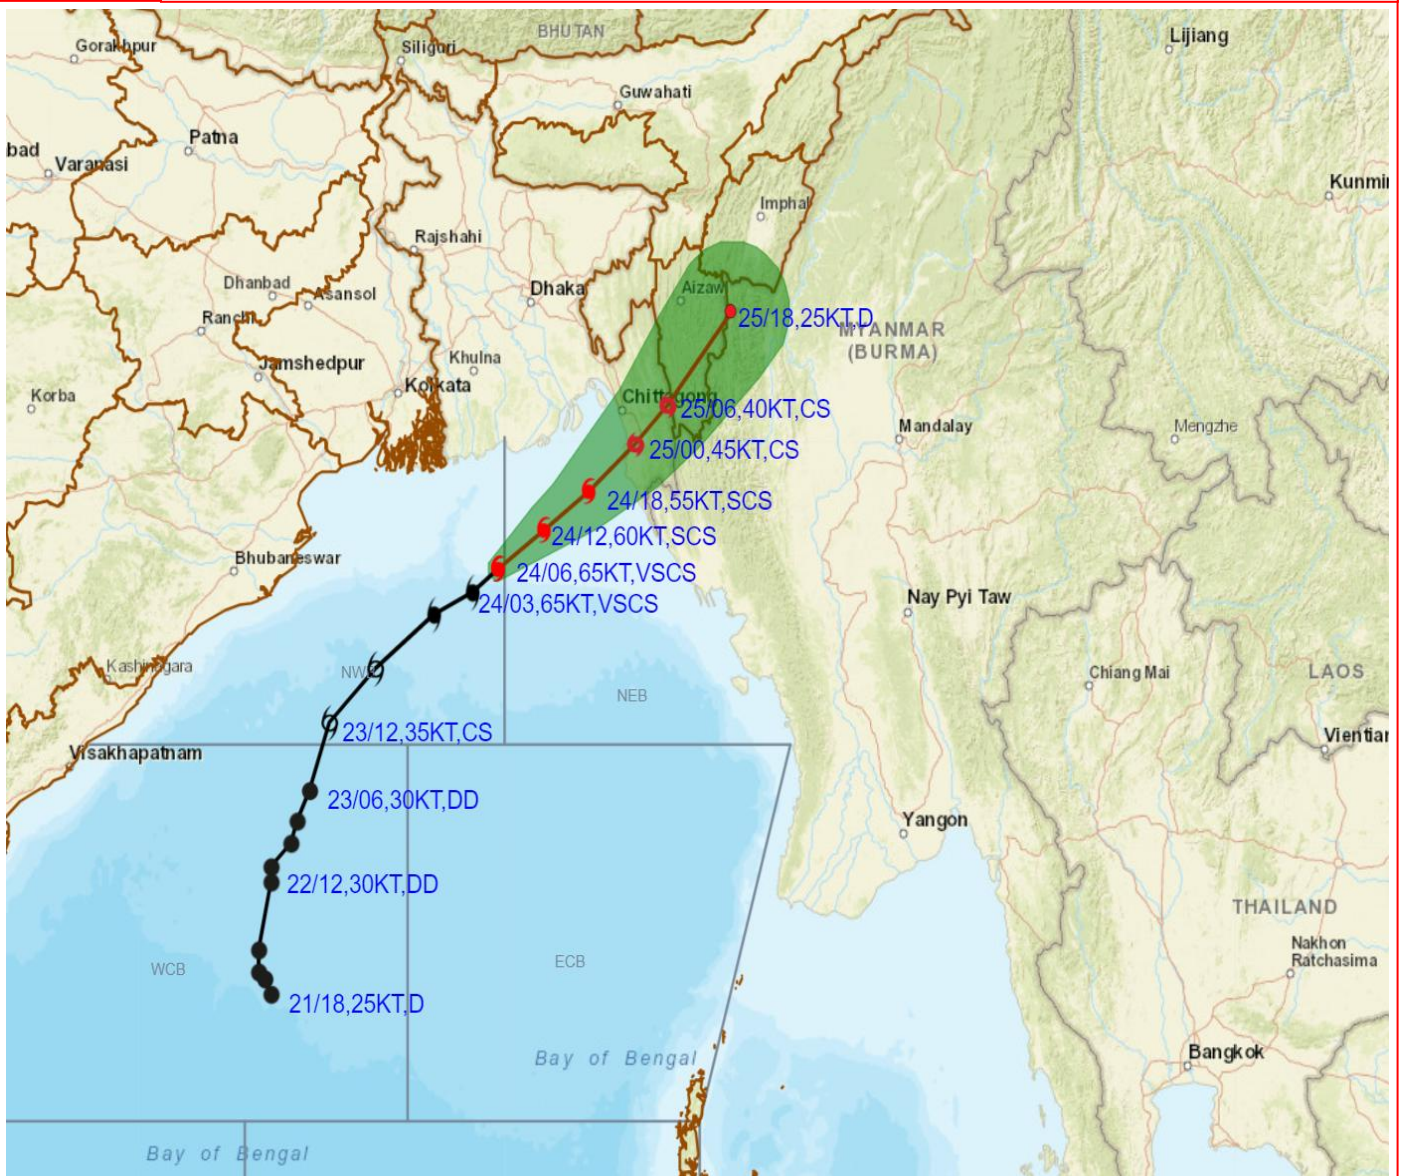 BHUTAN
Lijiang
Gorakhpur
Siliguri
Guwahati
Patna
bad
Varanasi
Kunmi
Imphal
Rajshahi
Dhanbad
Asansol
Dhaka
Aizaw
Ranchi
25/18,25KT,D
MYANMAR
(BURMA)
Jamshedpur
Khulna
Korba
Kolkata
Chittagong
25/06,40KT,CS
Mandalay
Mengzhe
25/00,45KT,CS
24/18,55KT,SCS
24/12,60KT,SCS
Bhubaneswar
24/06,65KT,VSCS
24/03,65KT,VSCS
Nay Pyi Taw
Chiang Mai
LAOS
NEB
23/12,35KT,CS
Vientian
Visakhapatnam
23/06,30KT,DD
Yangon
22/12,30KT,DD
THAILAND
Nakhon
Ratchasima
WCB
ECB
21/18,25KT,D
Bay of Bengal
Bangkok
Bay of Bengal